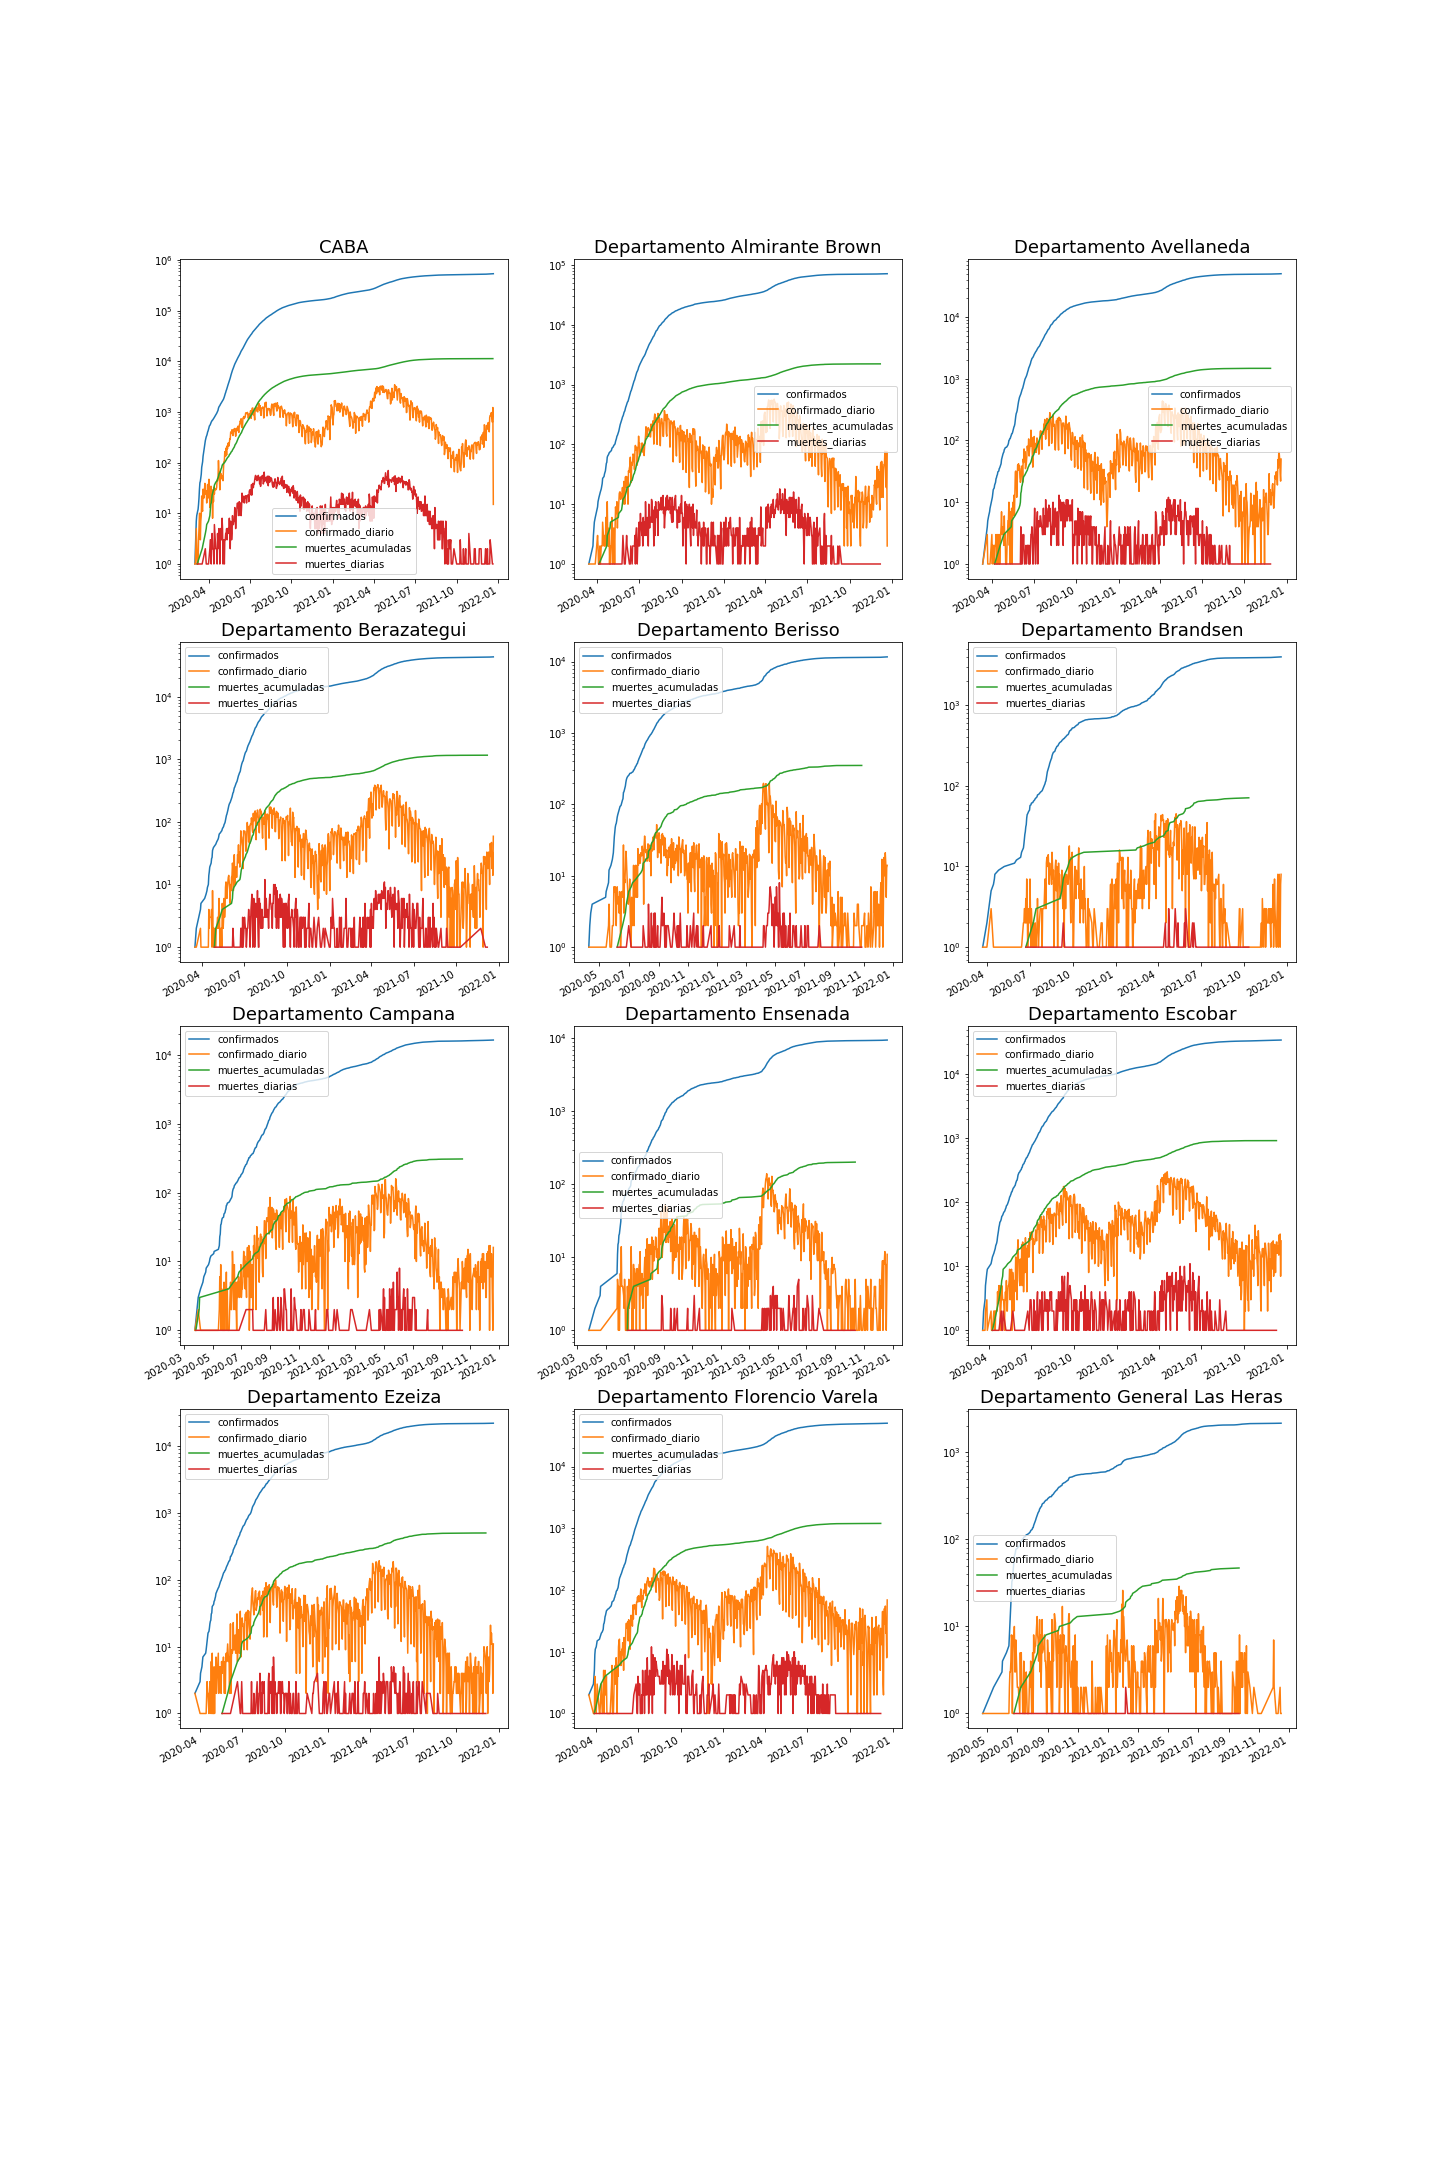 CABA
Departamento Almirante Brown
Departamento Avellaneda
10⁶
10⁵
10⁴
10³
10²
10¹
10⁰
confirmados
confirmado_diario
muertes_acumuladas
muertes_diarias
2020-04
2020-07
2020-10
2021-01
2021-04
2021-07
2021-10
2022-01
10⁵
10⁴
10³
10²
10¹
10⁰
confirmados
confirmado_diario
muertes_acumuladas
muertes_diarias
2020-04
2020-07
2020-10
2021-01
2021-04
2021-07
2021-10
2022-01
10⁴
10³
10²
10¹
10⁰
confirmados
confirmado_diario
muertes_acumuladas
muertes_diarias
2020-04
2020-07
2020-10
2021-01
2021-04
2021-07
2021-10
2022-01
Departamento Berazategui
Departamento Berisso
Departamento Brandsen
10⁴
10³
10²
10¹
10⁰
confirmados
confirmado_diario
muertes_acumuladas
muertes_diarias
2020-04
2020-07
2020-10
2021-01
2021-04
2021-07
2021-10
2022-01
10⁴
10³
10²
10¹
10⁰
confirmados
confirmado_diario
muertes_acumuladas
muertes_diarias
2020-05
2020-07
2020-09
2020-11
2021-01
2021-03
2021-05
2021-07
2021-09
2021-11
2022-01
10³
10²
10¹
10⁰
confirmados
confirmado_diario
muertes_acumuladas
muertes_diarias
2020-04
2020-07
2020-10
2021-01
2021-04
2021-07
2021-10
2022-01
Departamento Campana
Departamento Ensenada
Departamento Escobar
10⁴
10³
10²
10¹
10⁰
confirmados
confirmado_diario
muertes_acumuladas
muertes_diarias
2020-03
2020-05
2020-07
2020-09
2020-11
2021-01
2021-03
2021-05
2021-07
2021-09
2021-11
2022-01
10⁴
10³
10²
10¹
10⁰
confirmados
confirmado_diario
muertes_acumuladas
muertes_diarias
2020-03
2020-05
2020-07
2020-09
2020-11
2021-01
2021-03
2021-05
2021-07
2021-09
2021-11
2022-01
10⁴
10³
10²
10¹
10⁰
confirmados
confirmado_diario
muertes_acumuladas
muertes_diarias
2020-04
2020-07
2020-10
2021-01
2021-04
2021-07
2021-10
2022-01
Departamento Ezeiza
Departamento Florencio Varela
Departamento General Las Heras
10⁴
10³
10²
10¹
10⁰
confirmados
confirmado_diario
muertes_acumuladas
muertes_diarias
2020-04
2020-07
2020-10
2021-01
2021-04
2021-07
2021-10
2022-01
10⁴
10³
10²
10¹
10⁰
confirmados
confirmado_diario
muertes_acumuladas
muertes_diarias
2020-04
2020-07
2020-10
2021-01
2021-04
2021-07
2021-10
2022-01
10³
10²
10¹
10⁰
confirmados
confirmado_diario
muertes_acumuladas
muertes_diarias
2020-05
2020-07
2020-09
2020-11
2021-01
2021-03
2021-05
2021-07
2021-09
2021-11
2022-01